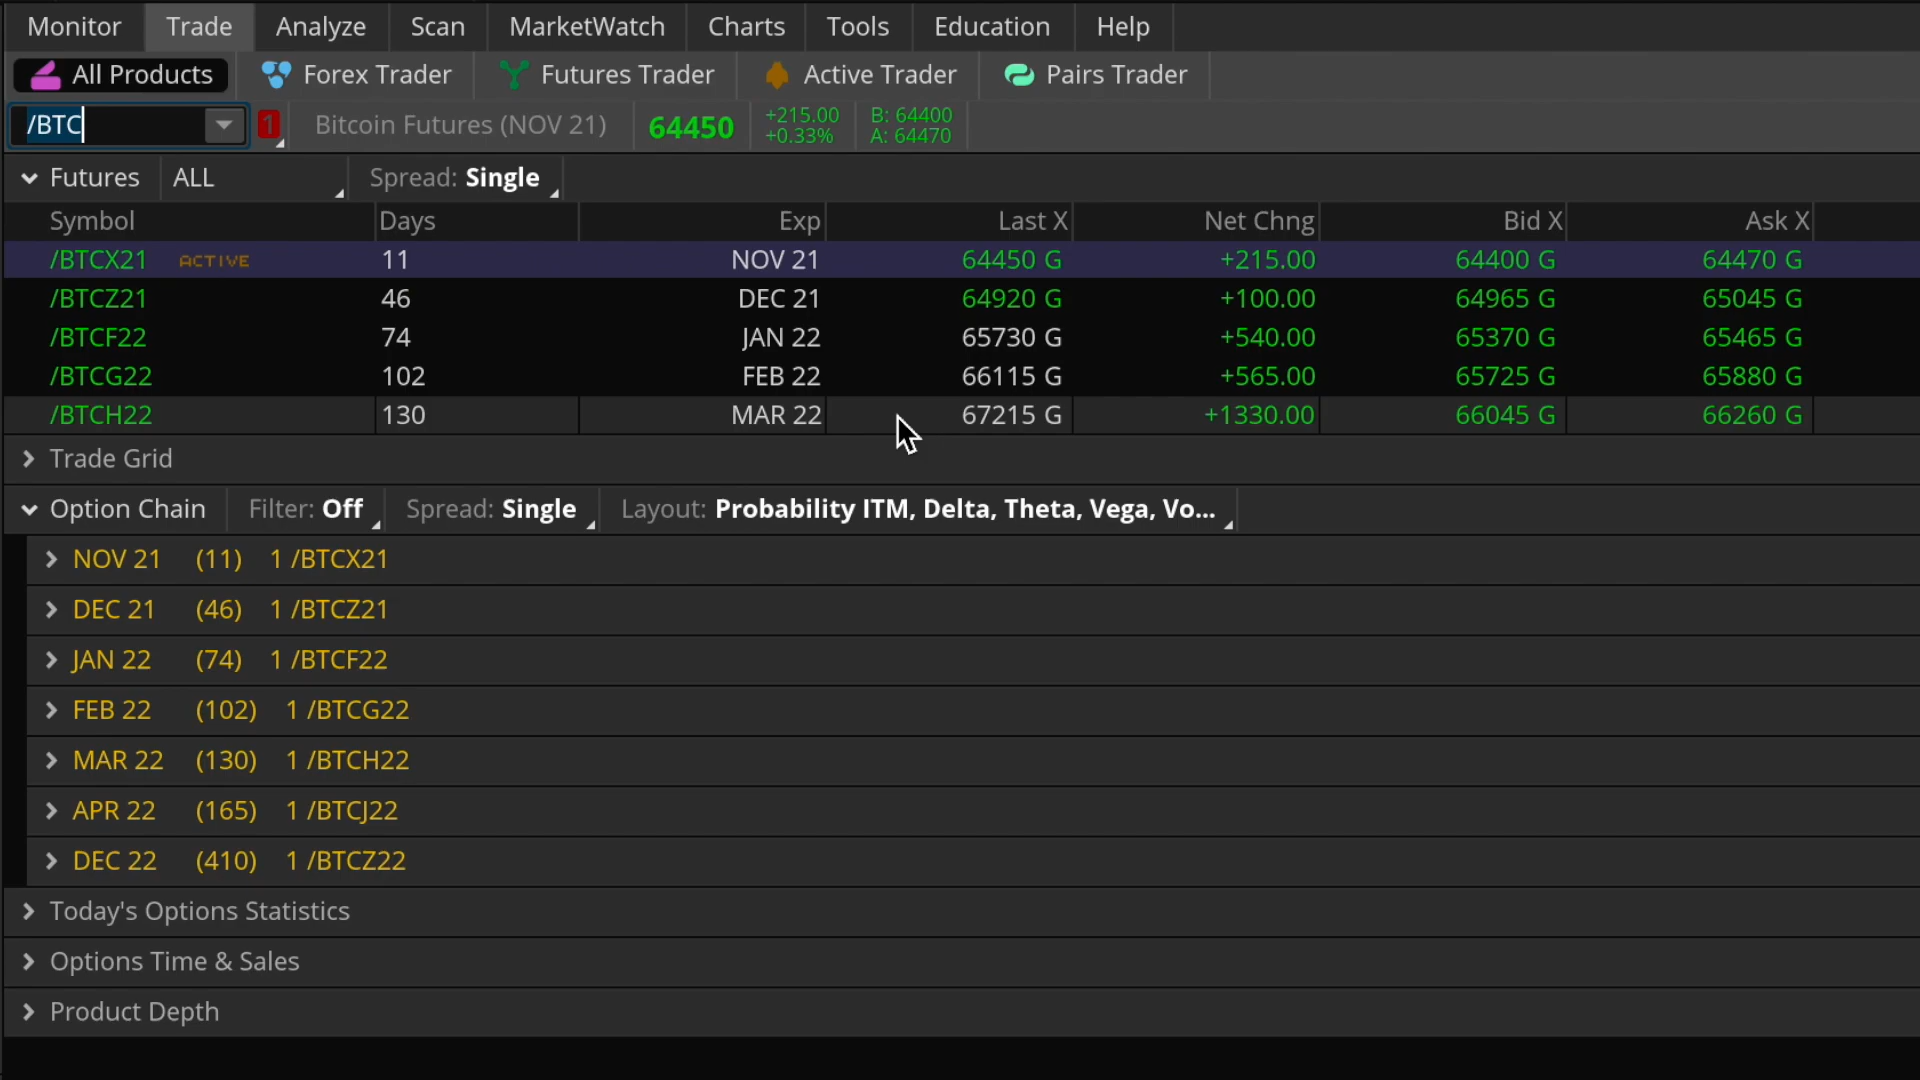 Monitor Trade Analyze Scan MarketWatch Charts Tools Education Help
All Products Forex Trader Futures Trader Active Trader Pairs Trader
/BTC 1 Bitcoin Futures (NOV 21) 64450 +215.00 B: 64400
+0.33% A: 64470
Futures ALL Spread: Single
Symbol Days Exp Last X Net Chng Bid X Ask X
/BTCX21 ACTIVE 11 NOV 21 64450 G +215.00 64400 G 64470 G
/BTCZ21 46 DEC 21 64920 G +100.00 64965 G 65045 G
/BTCF22 74 JAN 22 65730 G +540.00 65370 G 65465 G
/BTCG22 102 FEB 22 66115 G +565.00 65725 G 65880 G
/BTCH22 130 MAR 22 67215 G +1330.00 66045 G 66260 G
Trade Grid
Option Chain Filter: Off Spread: Single Layout: Probability ITM, Delta, Theta, Vega, Vo...
NOV 21 (11) 1 /BTCX21
DEC 21 (46) 1 /BTCZ21
JAN 22 (74) 1 /BTCF22
FEB 22 (102) 1 /BTCG22
MAR 22 (130) 1 /BTCH22
APR 22 (165) 1 /BTCJ22
DEC 22 (410) 1 /BTCZ22
Today's Options Statistics
Options Time & Sales
Product Depth